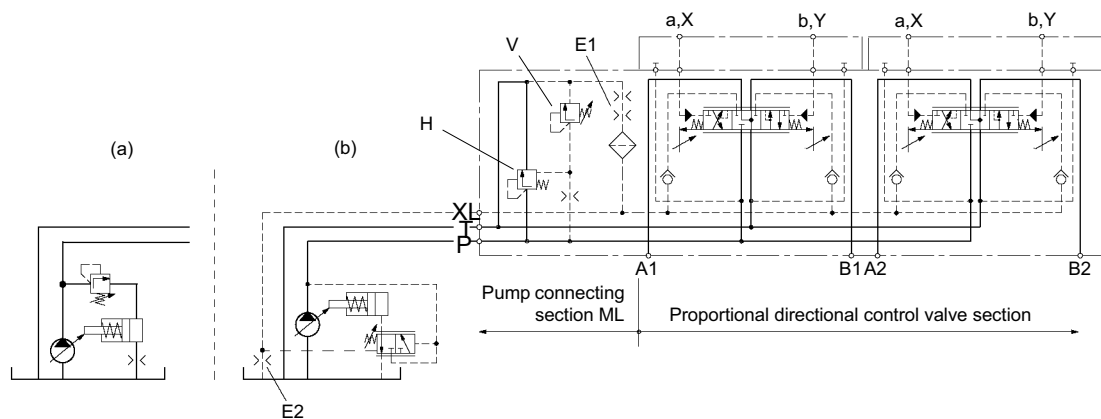 a,X
b,Y
a,X
b,Y
V
E1
H
(a)
(b)
XL
T
P
A1
B1
A2
B2
Pump connecting
section ML
Proportional directional control valve section
E2